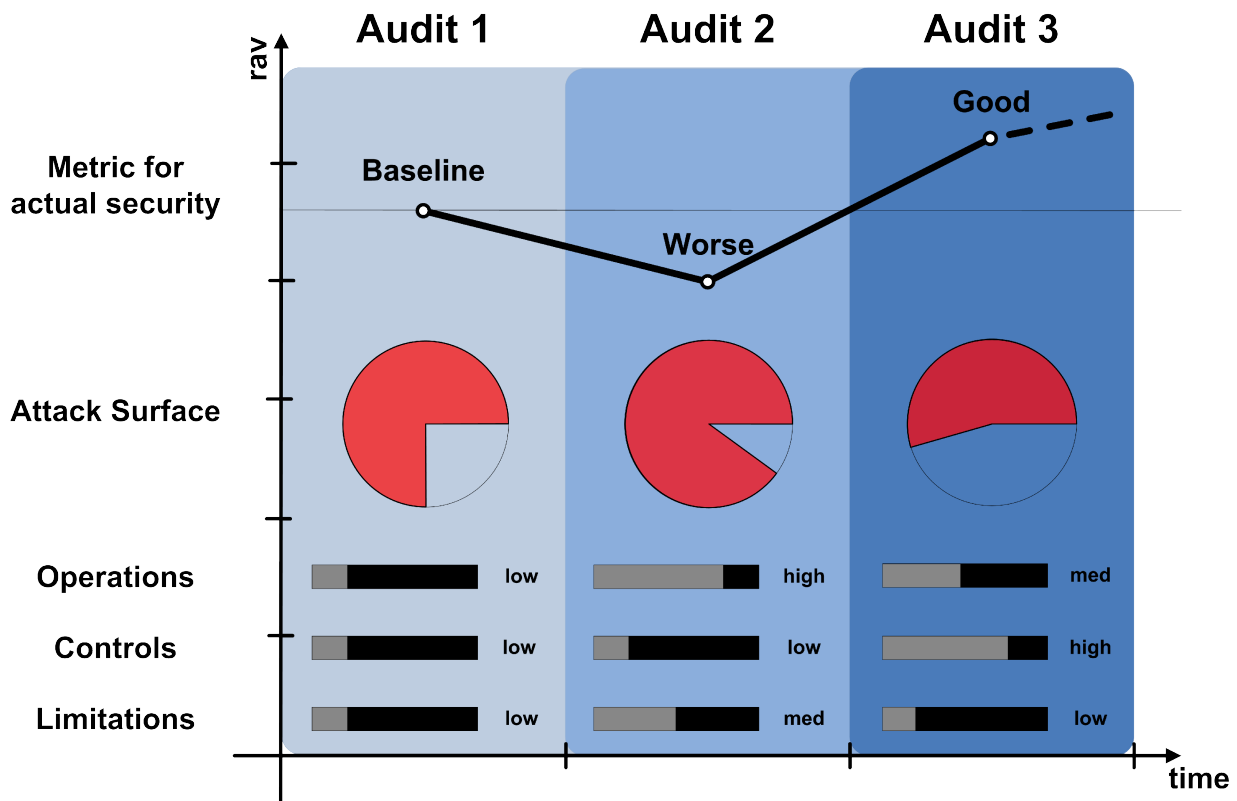 Audit 1
Audit 2
Audit 3
rav
Good
Metric for
actual security
Baseline
Worse
Attack Surface
Operations
low
high
med
Controls
low
low
high
Limitations
low
med
low
time